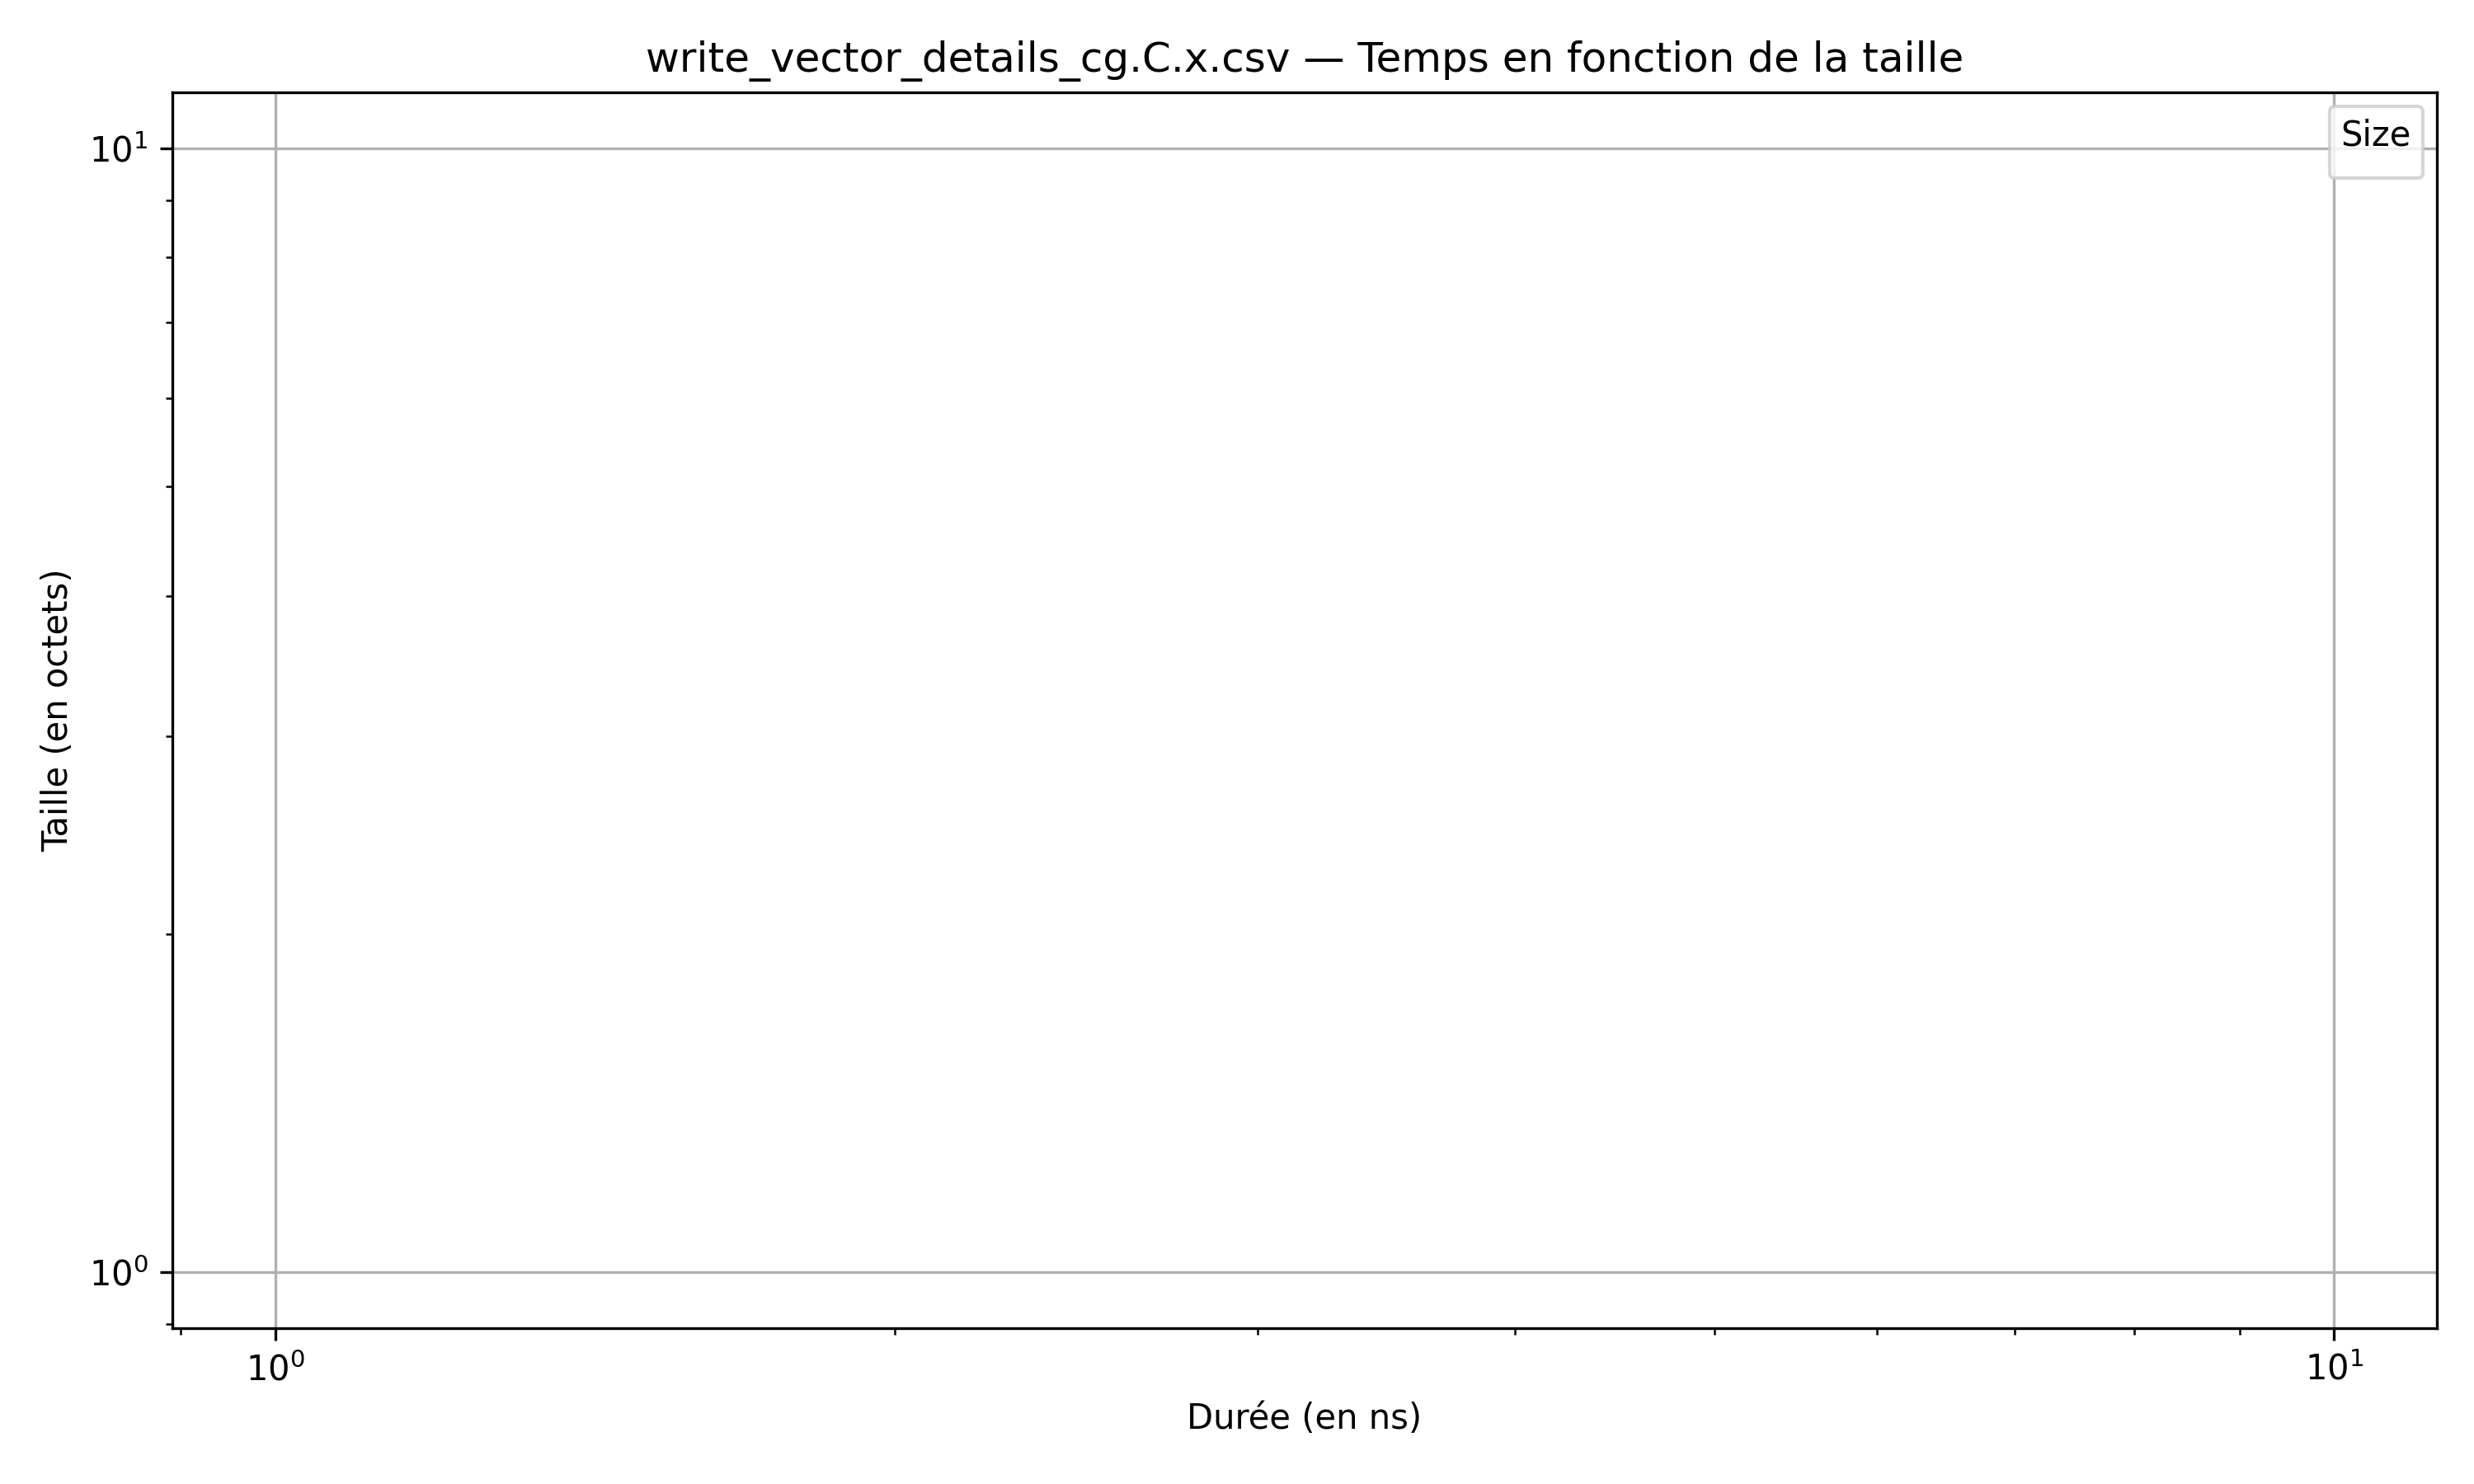 write_vector_details_cg.C.x.csv — Temps en fonction de la taille
Size
10¹
Taille (en octets)
10⁰
10⁰ 10¹
Durée (en ns)